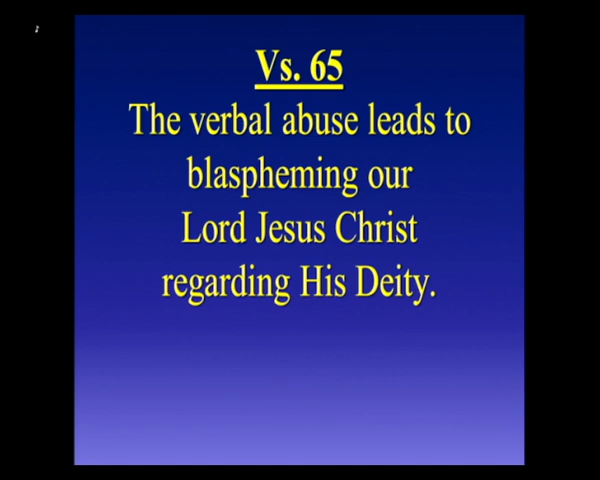 Vs. 65
The verbal abuse leads to
blaspheming our
Lord Jesus Christ
regarding His Deity.